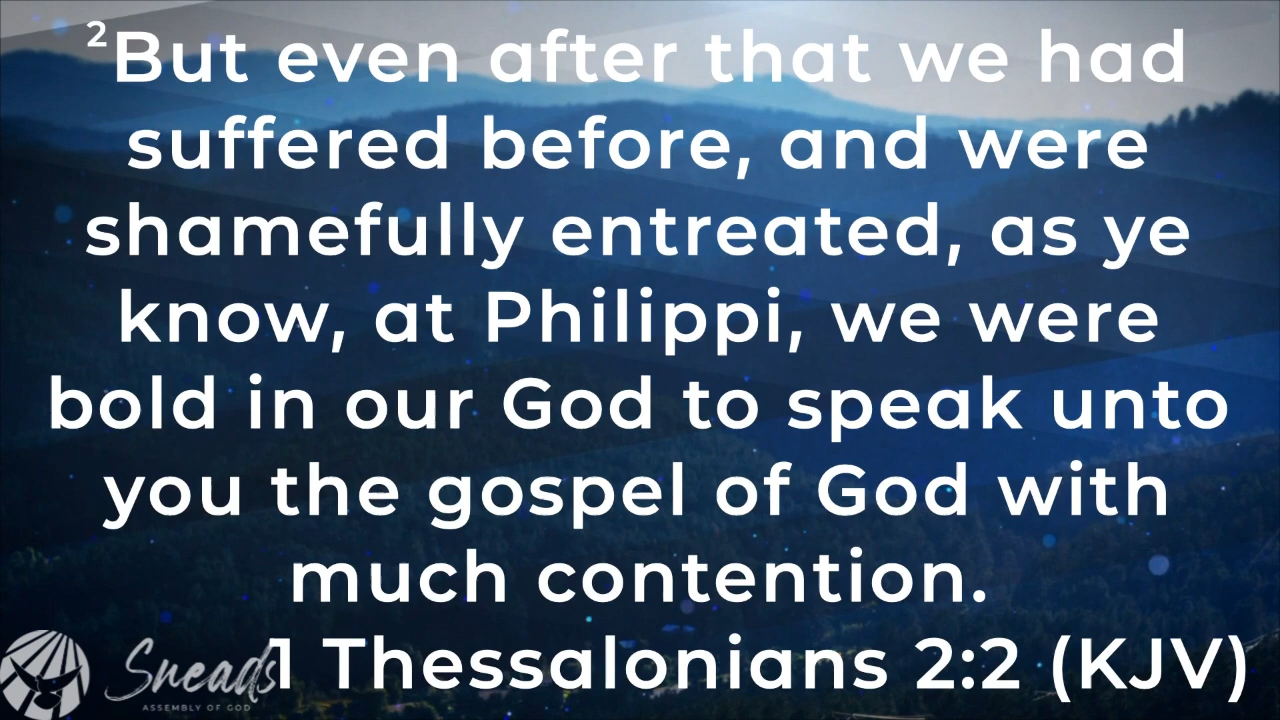 ²But even after that we had
suffered before, and were
shamefully entreated, as ye
know, at Philippi, we were
bold in our God to speak unto
you the gospel of God with
much contention.
1 Thessalonians 2:2 (KJV)
Sneads
ASSEMBLY OF GOD